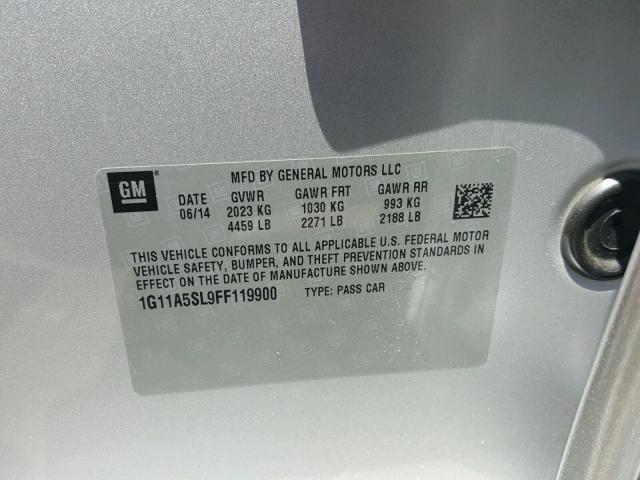 GM®
MFD BY GENERAL MOTORS LLC
DATE GVWR GAWR FRT GAWR RR
06/14 2023 KG 1030 KG 993 KG
4459 LB 2271 LB 2188 LB
THIS VEHICLE CONFORMS TO ALL APPLICABLE U.S. FEDERAL MOTOR
VEHICLE SAFETY, BUMPER, AND THEFT PREVENTION STANDARDS IN
EFFECT ON THE DATE OF MANUFACTURE SHOWN ABOVE.
1G11A5SL9FF119900 TYPE: PASS CAR